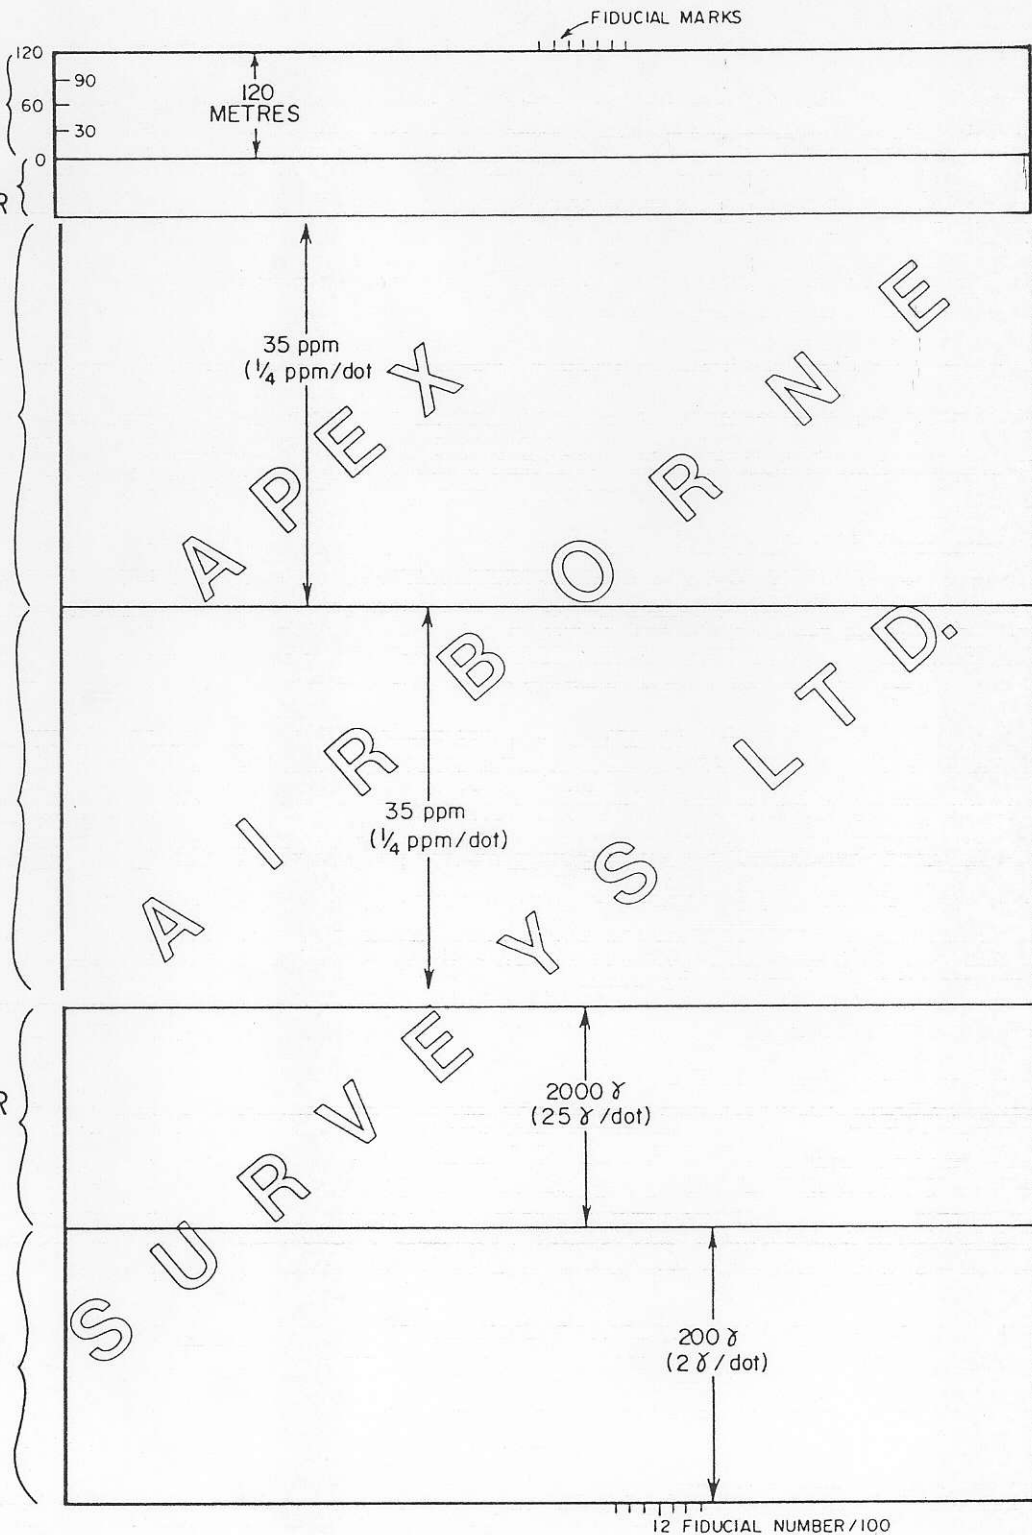 FIDUCIAL MARKS
120
90
60
30
0
120
METRES
R
35 ppm
(¼ ppm/dot
APEX
AIRBORNE
35 ppm
(¼ ppm/dot)
SURVEYS LTD.
R
2000 γ
(25 γ/dot)
200 γ
(2 γ/dot)
12 FIDUCIAL NUMBER/100